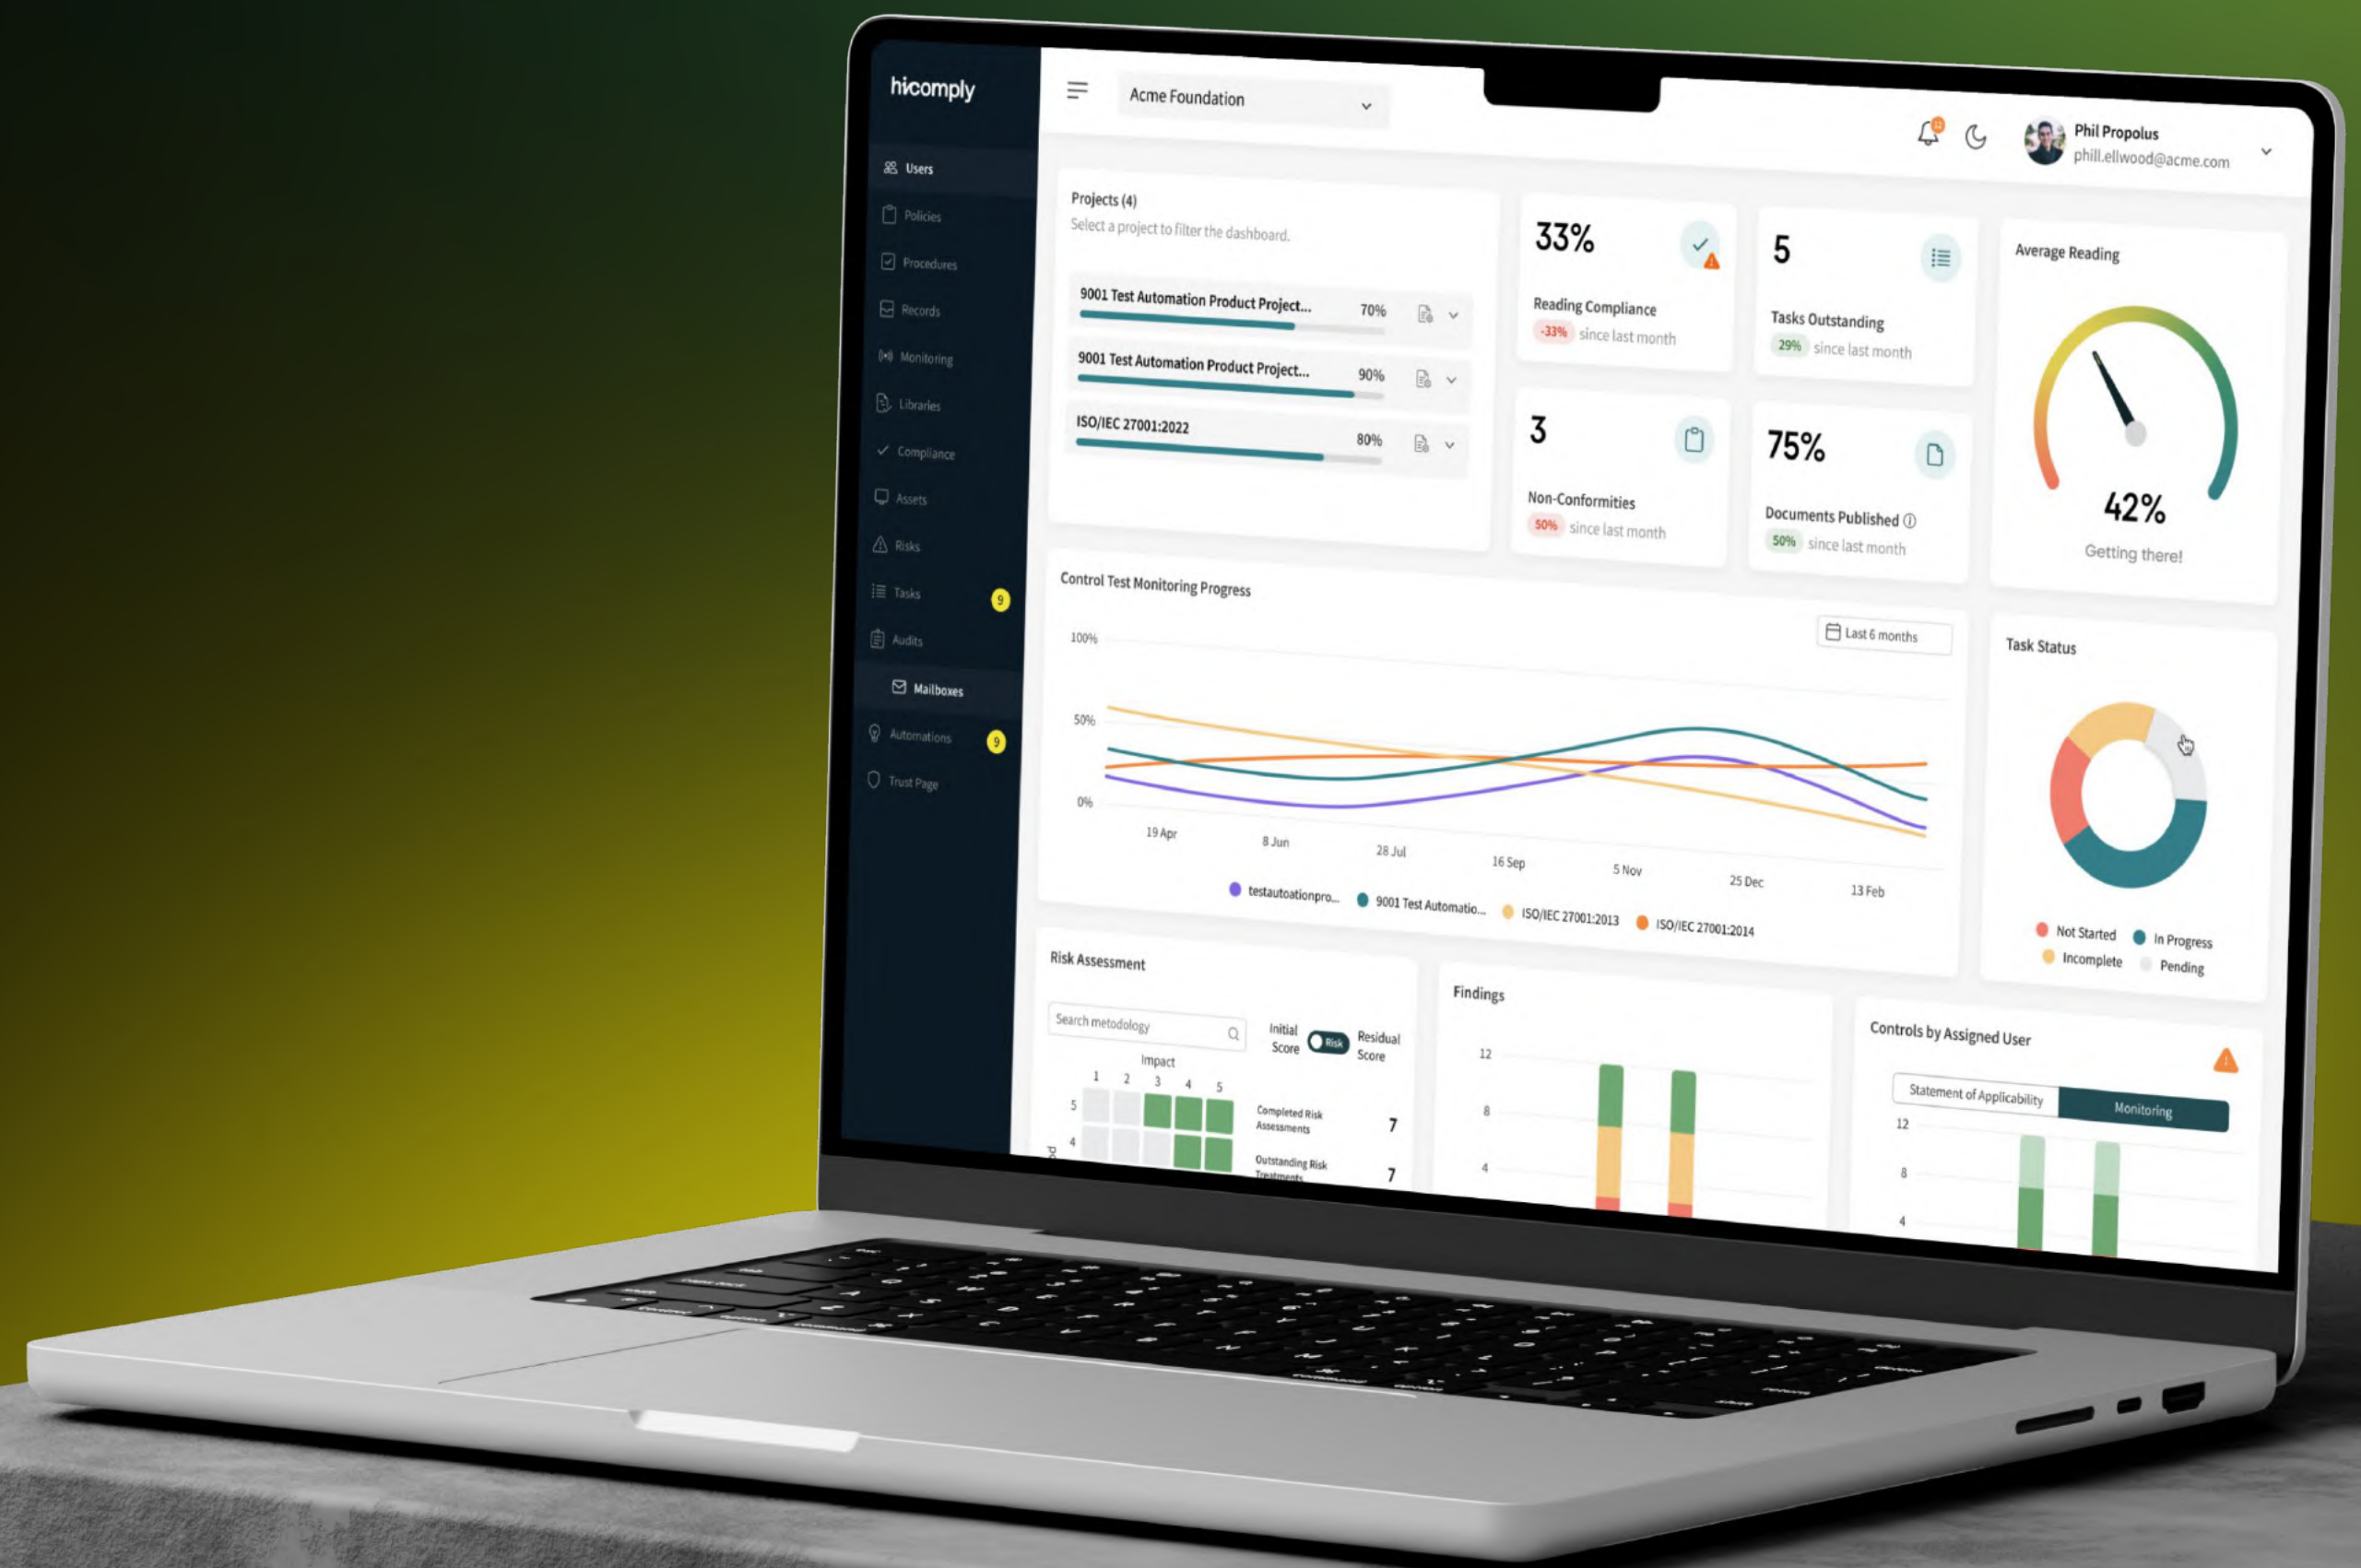 hicomply
Acme Foundation
12
Phil Propolus
phill.ellwood@acme.com
Users
Policies
Procedures
Records
Monitoring
Libraries
Compliance
Assets
Risks
Tasks
9
Audits
Mailboxes
Automations
9
Trust Page
Projects (4)
Select a project to filter the dashboard.
9001 Test Automation Product Project...
70%
9001 Test Automation Product Project...
90%
ISO/IEC 27001:2022
80%
33%
Reading Compliance
-33% since last month
5
Tasks Outstanding
29% since last month
3
Non-Conformities
50% since last month
75%
Documents Published
50% since last month
Average Reading
42%
Getting there!
Control Test Monitoring Progress
Last 6 months
100%
50%
0%
19 Apr
8 Jun
28 Jul
16 Sep
5 Nov
25 Dec
13 Feb
testautoationpro...
9001 Test Automatio...
ISO/IEC 27001:2013
ISO/IEC 27001:2014
Task Status
Not Started
In Progress
Incomplete
Pending
Risk Assessment
Search metodology
Initial
Score
Risk
Residual
Score
Impact
1 2 3 4 5
5
4
Completed Risk
Assessments
7
Outstanding Risk
Treatments
7
Findings
12
8
4
Controls by Assigned User
Statement of Applicability
Monitoring
12
8
4